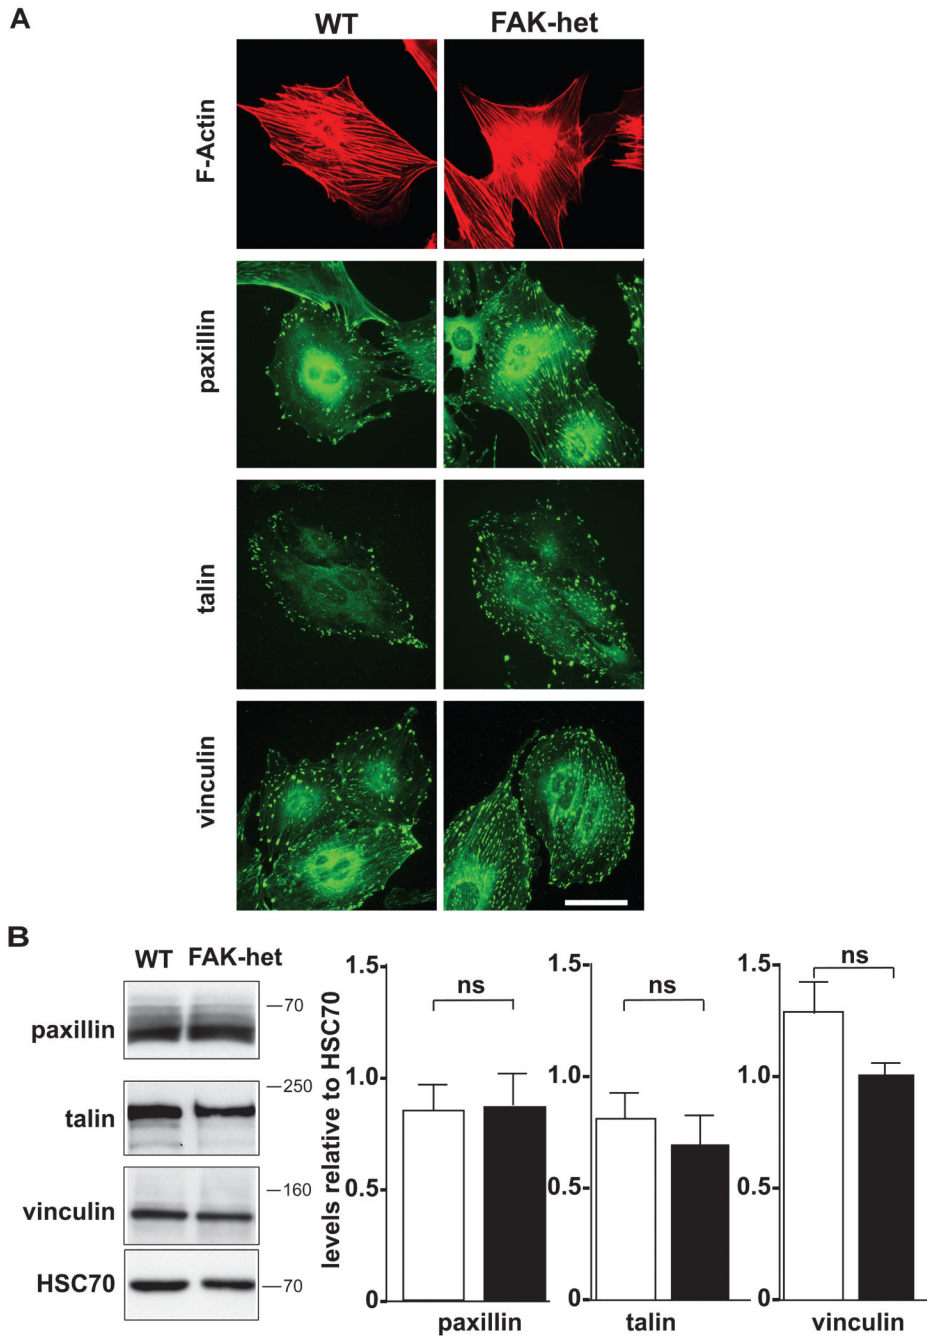 A
WT FAK-het
F-Actin
paxillin
talin
vinculin
B
WT FAK-het
paxillin
—70
talin
—250
vinculin
—160
HSC70
—70
levels relative to HSC70
1.5
1.0
0.5
0
ns
paxillin
1.5
1.0
0.5
0
ns
talin
1.5
1.0
0.5
0
ns
vinculin